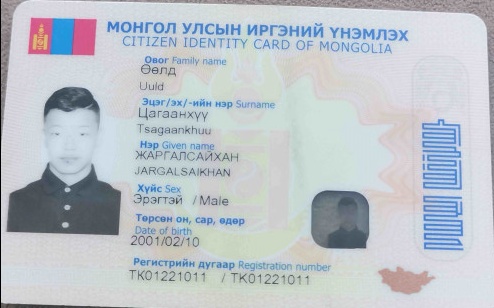 МОНГОЛ УЛСЫН ИРГЭНИЙ ҮНЭМЛЭХ
CITIZEN IDENTITY CARD OF MONGOLIA
Овог Family name
Өөлд
Uuld
Эцэг/эх/-ийн нэр Surname
Цагаанхүү
Tsagaankhuu
Нэр Given name
ЖАРГАЛСАЙХАН
JARGALSAIKHAN
Хүйс Sex
Эрэгтэй / Male
Төрсөн он, сар, өдөр
Date of birth
2001/02/10
Регистрийн дугаар Registration number
ТК01221011 / TK01221011